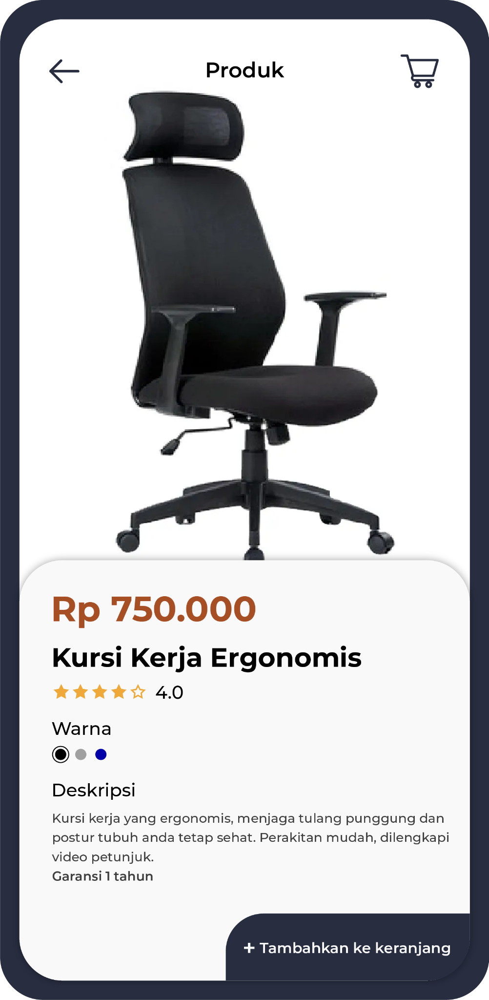 Produk
Rp 750.000
Kursi Kerja Ergonomis
4.0
Warna
Deskripsi
Kursi kerja yang ergonomis, menjaga tulang punggung dan
postur tubuh anda tetap sehat. Perakitan mudah, dilengkapi
video petunjuk.
Garansi 1 tahun
+ Tambahkan ke keranjang